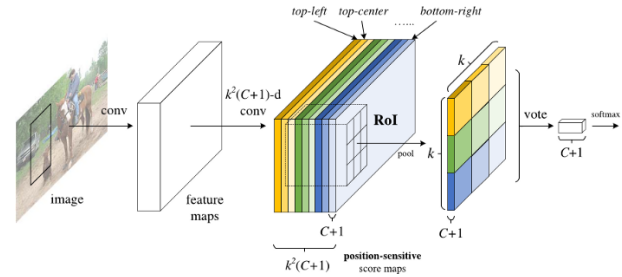 top-left top-center ...... bottom-right
conv
k²(C+1)-d
conv
RoI
pool
k
k
vote
softmax
C+1
image
feature
maps
C+1
C+1
k²(C+1)
position-sensitive
score maps